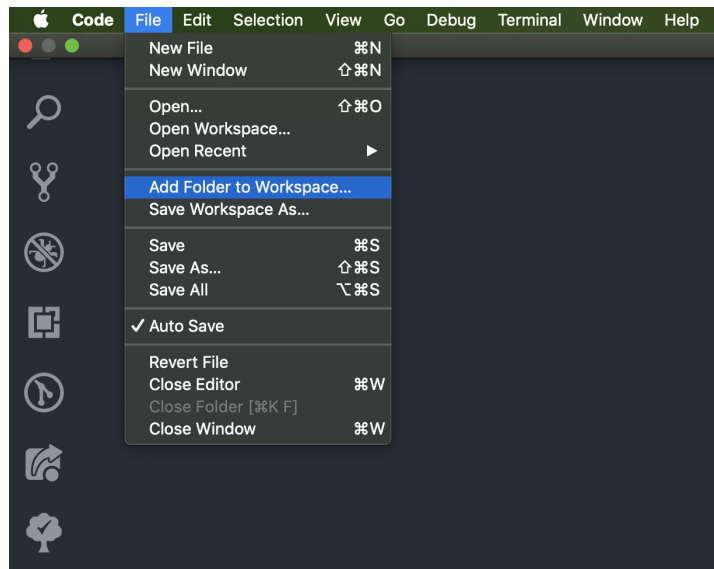 Code File Edit Selection View Go Debug Terminal Window Help
New File ⌘N
New Window ⇧⌘N
Open... ⇧⌘O
Open Workspace...
Open Recent ▶
Add Folder to Workspace...
Save Workspace As...
Save ⌘S
Save As... ⇧⌘S
Save All ⌥⌘S
✓ Auto Save
Revert File
Close Editor ⌘W
Close Folder [⌘K F]
Close Window ⌘W